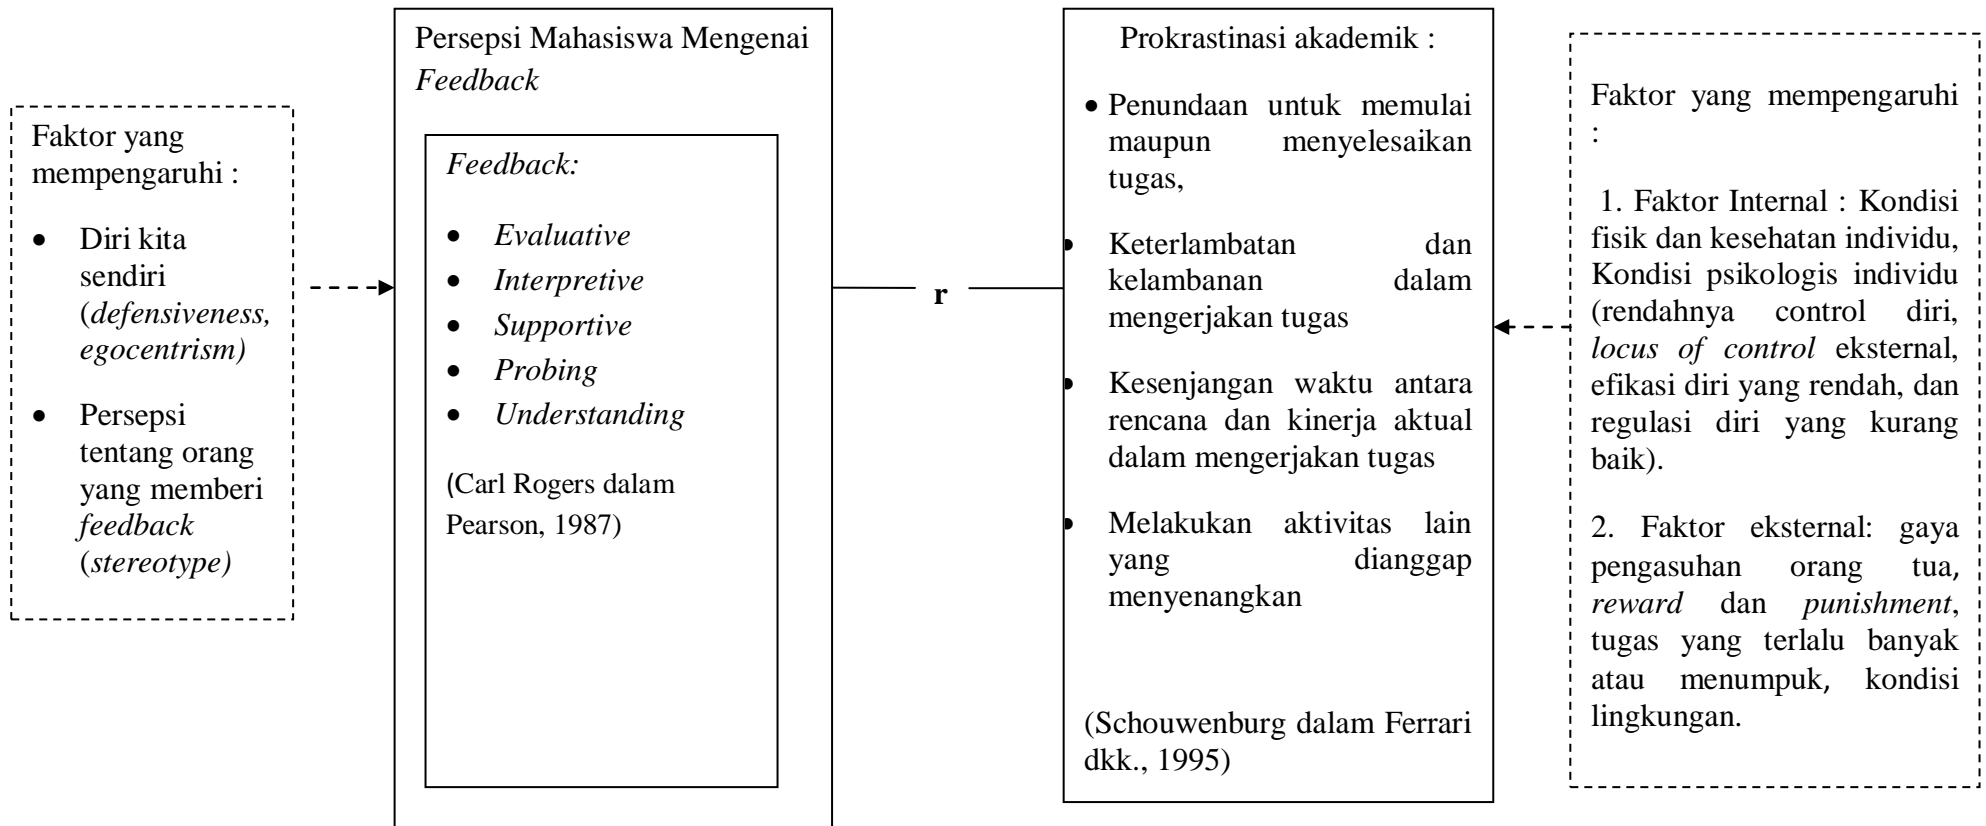 Faktor yang
mempengaruhi :
• Diri kita
sendiri
(defensiveness,
egocentrism)
• Persepsi
tentang orang
yang memberi
feedback
(stereotype)
Persepsi Mahasiswa Mengenai
Feedback
Feedback:
• Evaluative
• Interpretive
• Supportive
• Probing
• Understanding
(Carl Rogers dalam
Pearson, 1987)
r
Prokrastinasi akademik :
• Penundaan untuk memulai
maupun menyelesaikan
tugas,
• Keterlambatan dan
kelambanan dalam
mengerjakan tugas
• Kesenjangan waktu antara
rencana dan kinerja aktual
dalam mengerjakan tugas
• Melakukan aktivitas lain
yang dianggap
menyenangkan
(Schouwenburg dalam Ferrari
dkk., 1995)
Faktor yang mempengaruhi
:
1. Faktor Internal : Kondisi
fisik dan kesehatan individu,
Kondisi psikologis individu
(rendahnya control diri,
locus of control eksternal,
efikasi diri yang rendah, dan
regulasi diri yang kurang
baik).
2. Faktor eksternal: gaya
pengasuhan orang tua,
reward dan punishment,
tugas yang terlalu banyak
atau menumpuk, kondisi
lingkungan.